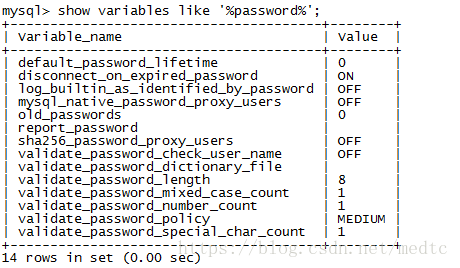 mysql> show variables like '%password%';
+----------------------------------------+--------+
| Variable_name                          | Value  |
+----------------------------------------+--------+
| default_password_lifetime              | 0      |
| disconnect_on_expired_password         | ON     |
| log_builtin_as_identified_by_password  | OFF    |
| mysql_native_password_proxy_users      | OFF    |
| old_passwords                          | 0      |
| report_password                        |        |
| sha256_password_proxy_users            | OFF    |
| validate_password_check_user_name      | OFF    |
| validate_password_dictionary_file      |        |
| validate_password_length               | 8      |
| validate_password_mixed_case_count     | 1      |
| validate_password_number_count         | 1      |
| validate_password_policy               | MEDIUM |
| validate_password_special_char_count   | 1      |
+----------------------------------------+--------+
14 rows in set (0.00 sec)
https://blog.csdn.net/medtc